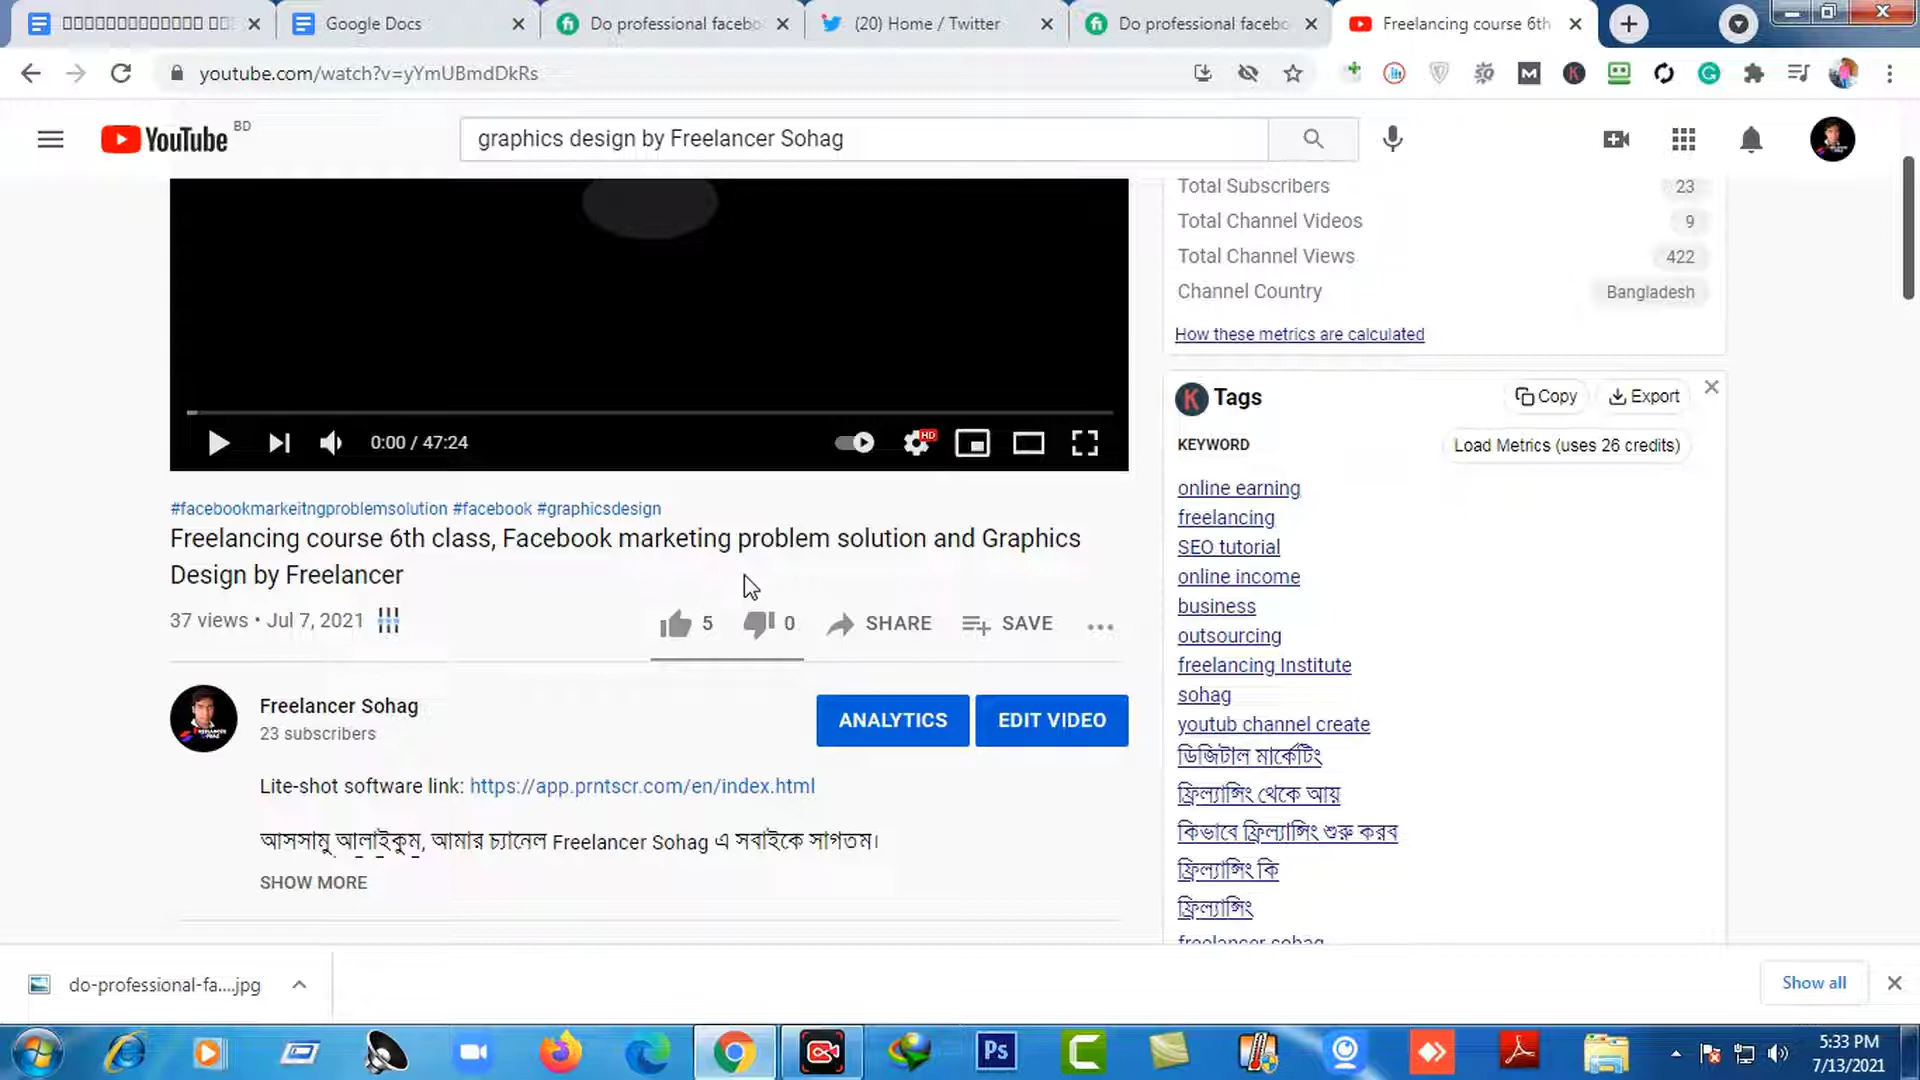 Google Docs
Do professional facebo
(20) Home / Twitter
Do professional facebo
Freelancing course 6th
youtube.com/watch?v=yYmUBmdDkRs
YouTube BD
graphics design by Freelancer Sohag
Total Subscribers 23
Total Channel Videos 9
Total Channel Views 422
Channel Country Bangladesh
How these metrics are calculated
Tags
Copy
Export
KEYWORD
Load Metrics (uses 26 credits)
online earning
freelancing
SEO tutorial
online income
business
outsourcing
freelancing Institute
sohag
youtub channel create
ডিজিটাল মার্কেটিং
ফ্রিল্যান্সিং থেকে আয়
কিভাবে ফ্রিল্যান্সিং শুরু করব
ফ্রিল্যান্সিং কি
ফ্রিল্যান্সিং
freelancer sohag
0:00 / 47:24
HD
#facebookmarkeitngproblemsolution #facebook #graphicsdesign
Freelancing course 6th class, Facebook marketing problem solution and Graphics
Design by Freelancer
37 views • Jul 7, 2021
5
0
SHARE
SAVE
Freelancer Sohag
23 subscribers
ANALYTICS
EDIT VIDEO
Lite-shot software link: https://app.prntscr.com/en/index.html
আসসামু আলাইকুম, আমার চ্যানেল Freelancer Sohag এ সবাইকে সাগতম।
SHOW MORE
do-professional-fa....jpg
Show all
Ps
5:33 PM
7/13/2021